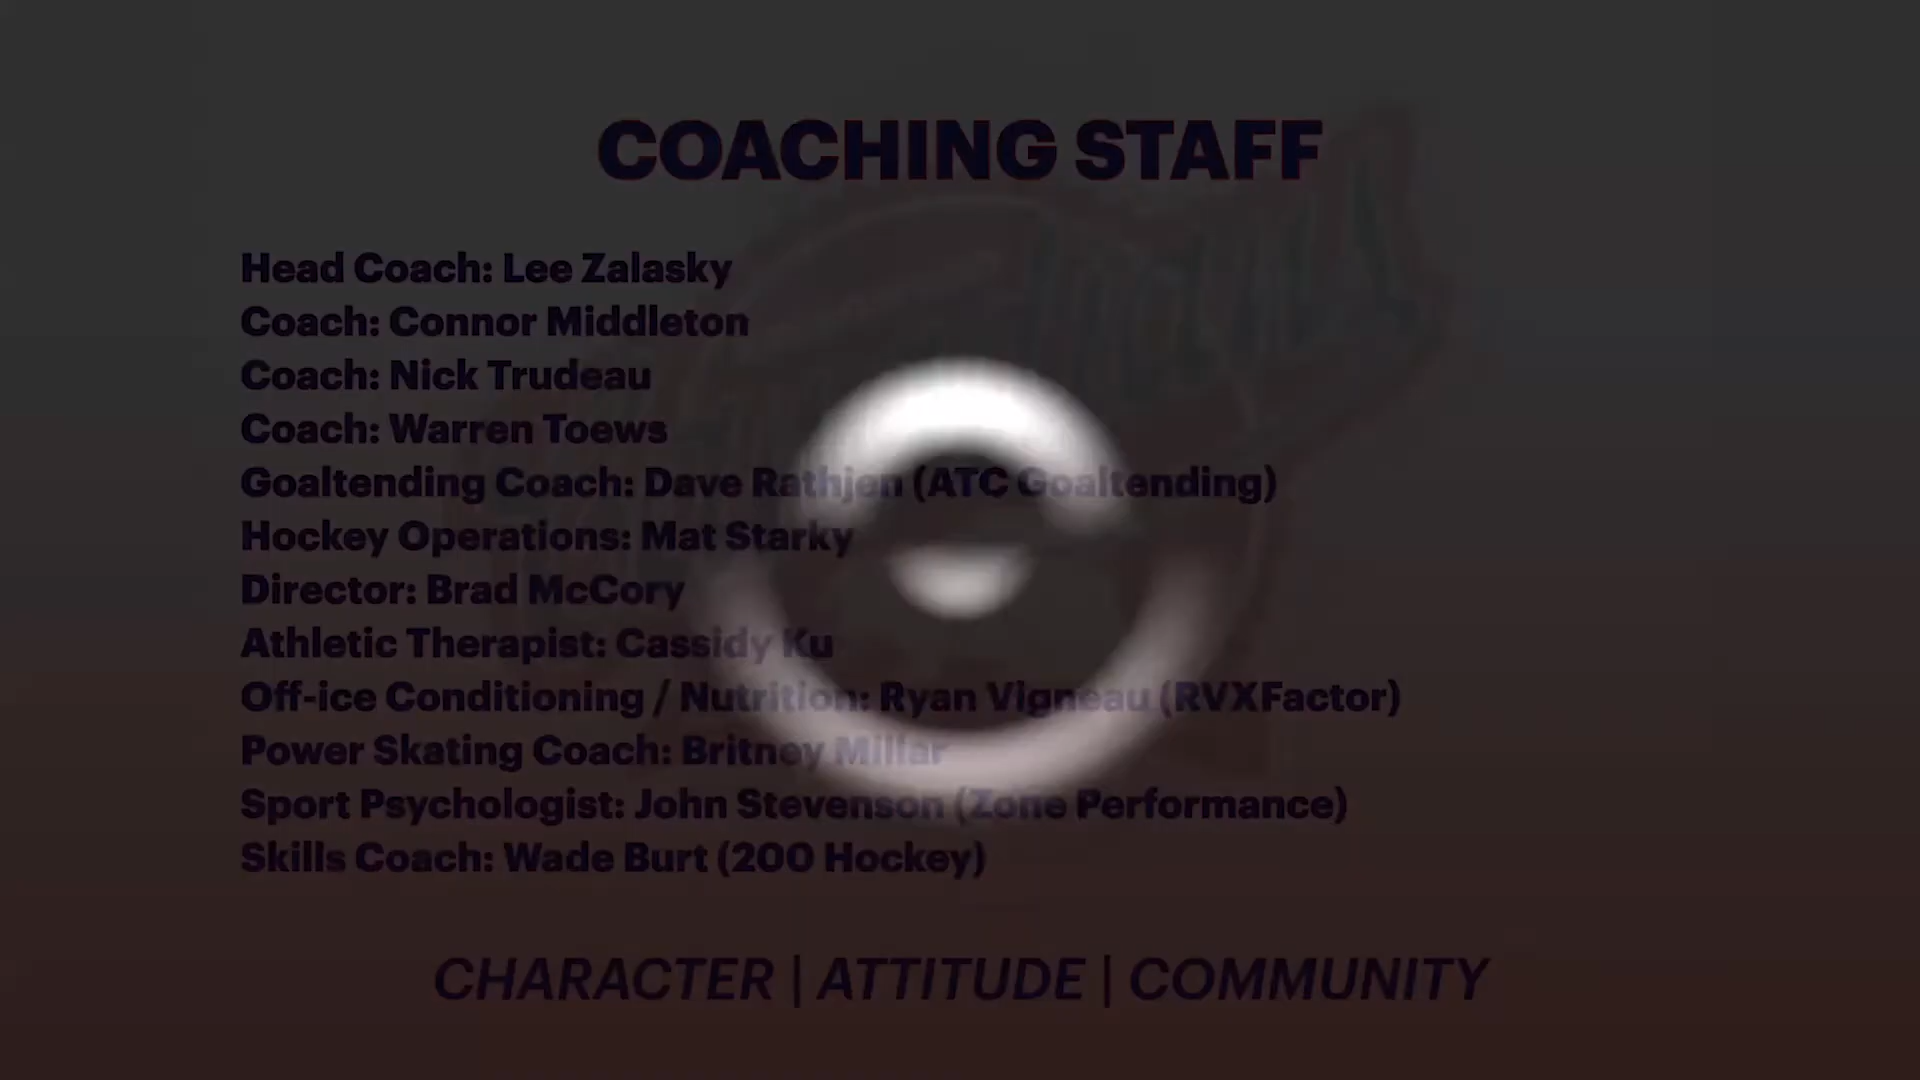 COACHING STAFF
Head Coach: Lee Zalasky
Coach: Connor Middleton
Coach: Nick Trudeau
Coach: Warren Toews
Goaltending Coach: Dave Rathjen (ATC Goaltending)
Hockey Operations: Mat Starky
Director: Brad McCory
Athletic Therapist: Cassidy Ku
Off-ice Conditioning / Nutrition: Ryan Vigneau (RVXFactor)
Power Skating Coach: Britney Millar
Sport Psychologist: John Stevenson (Zone Performance)
Skills Coach: Wade Burt (200 Hockey)
CHARACTER | ATTITUDE | COMMUNITY